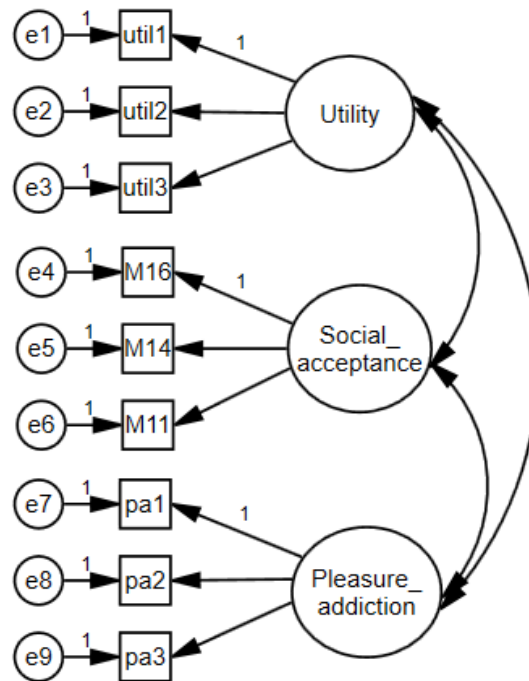 e1 1 util1 1
e2 1 util2
Utility
e3 1 util3
e4 1 M16 1
e5 1 M14
Social_
acceptance
e6 1 M11
e7 1 pa1 1
e8 1 pa2
Pleasure_
addiction
e9 1 pa3